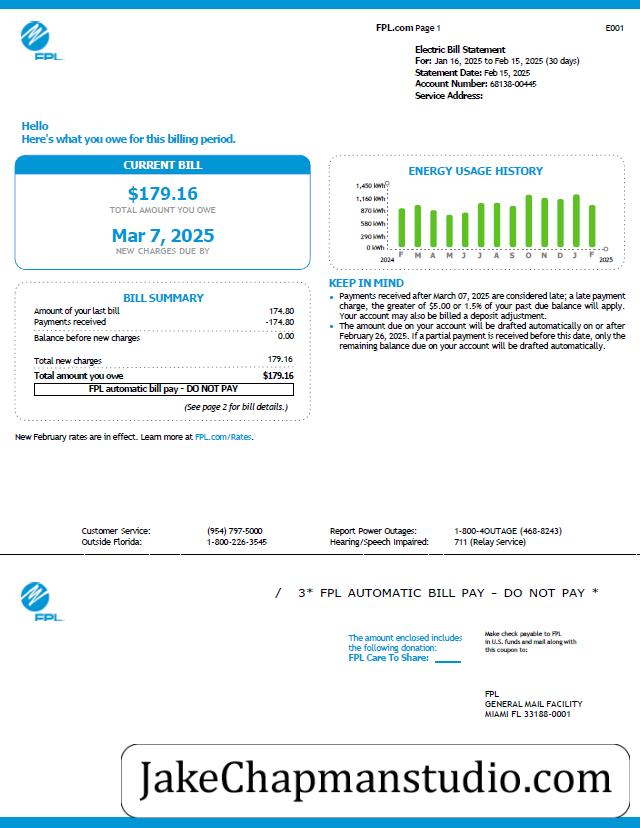 FPL.com Page 1
E001
FPL
Electric Bill Statement
For: Jan 16, 2025 to Feb 15, 2025 (30 days)
Statement Date: Feb 15, 2025
Account Number: 68138-00445
Service Address:
Hello
Here's what you owe for this billing period.
CURRENT BILL
$179.16
TOTAL AMOUNT YOU OWE
Mar 7, 2025
NEW CHARGES DUE BY
BILL SUMMARY
Amount of your last bill 174.80
Payments received -174.80
Balance before new charges 0.00
Total new charges 179.16
Total amount you owe $179.16
FPL automatic bill pay - DO NOT PAY
(See page 2 for bill details.)
ENERGY USAGE HISTORY
1,450 kWh
1,160 kWh
870 kWh
580 kWh
290 kWh
0 kWh
F M A M J J A S O N D J F
2024 2025
KEEP IN MIND
• Payments received after March 07, 2025 are considered late; a late payment
charge, the greater of $5.00 or 1.5% of your past due balance will apply.
Your account may also be billed a deposit adjustment.
• The amount due on your account will be drafted automatically on or after
February 26, 2025. If a partial payment is received before this date, only the
remaining balance due on your account will be drafted automatically.
New February rates are in effect. Learn more at FPL.com/Rates.
Customer Service: (954) 797-5000 Report Power Outages: 1-800-4OUTAGE (468-8243)
Outside Florida: 1-800-226-3545 Hearing/Speech Impaired: 711 (Relay Service)
FPL
/ 3* FPL AUTOMATIC BILL PAY - DO NOT PAY *
The amount enclosed includes
the following donation:
FPL Care To Share:
Make check payable to FPL
in U.S. funds and mail along with
this coupon to:
FPL
GENERAL MAIL FACILITY
MIAMI FL 33188-0001
JakeChapmanstudio.com